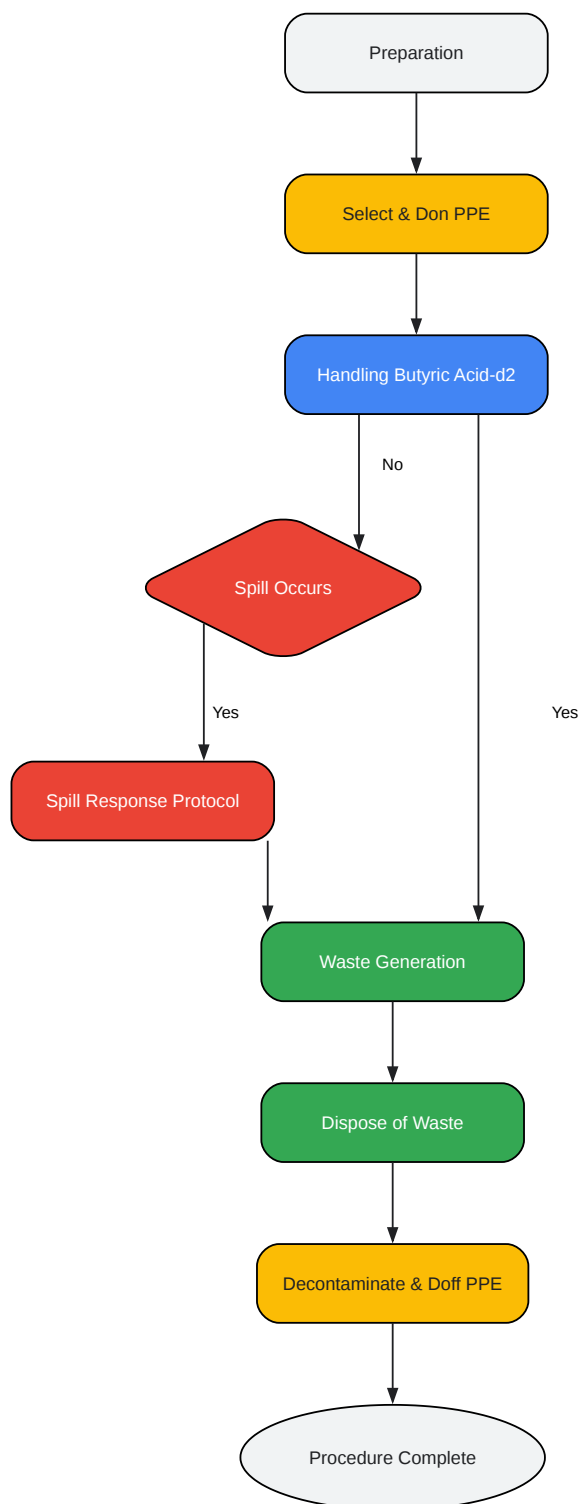 Preparation
Select & Don PPE
Handling Butyric Acid-d2
No
Spill Occurs
Yes
Yes
Spill Response Protocol
Waste Generation
Dispose of Waste
Decontaminate & Doff PPE
Procedure Complete